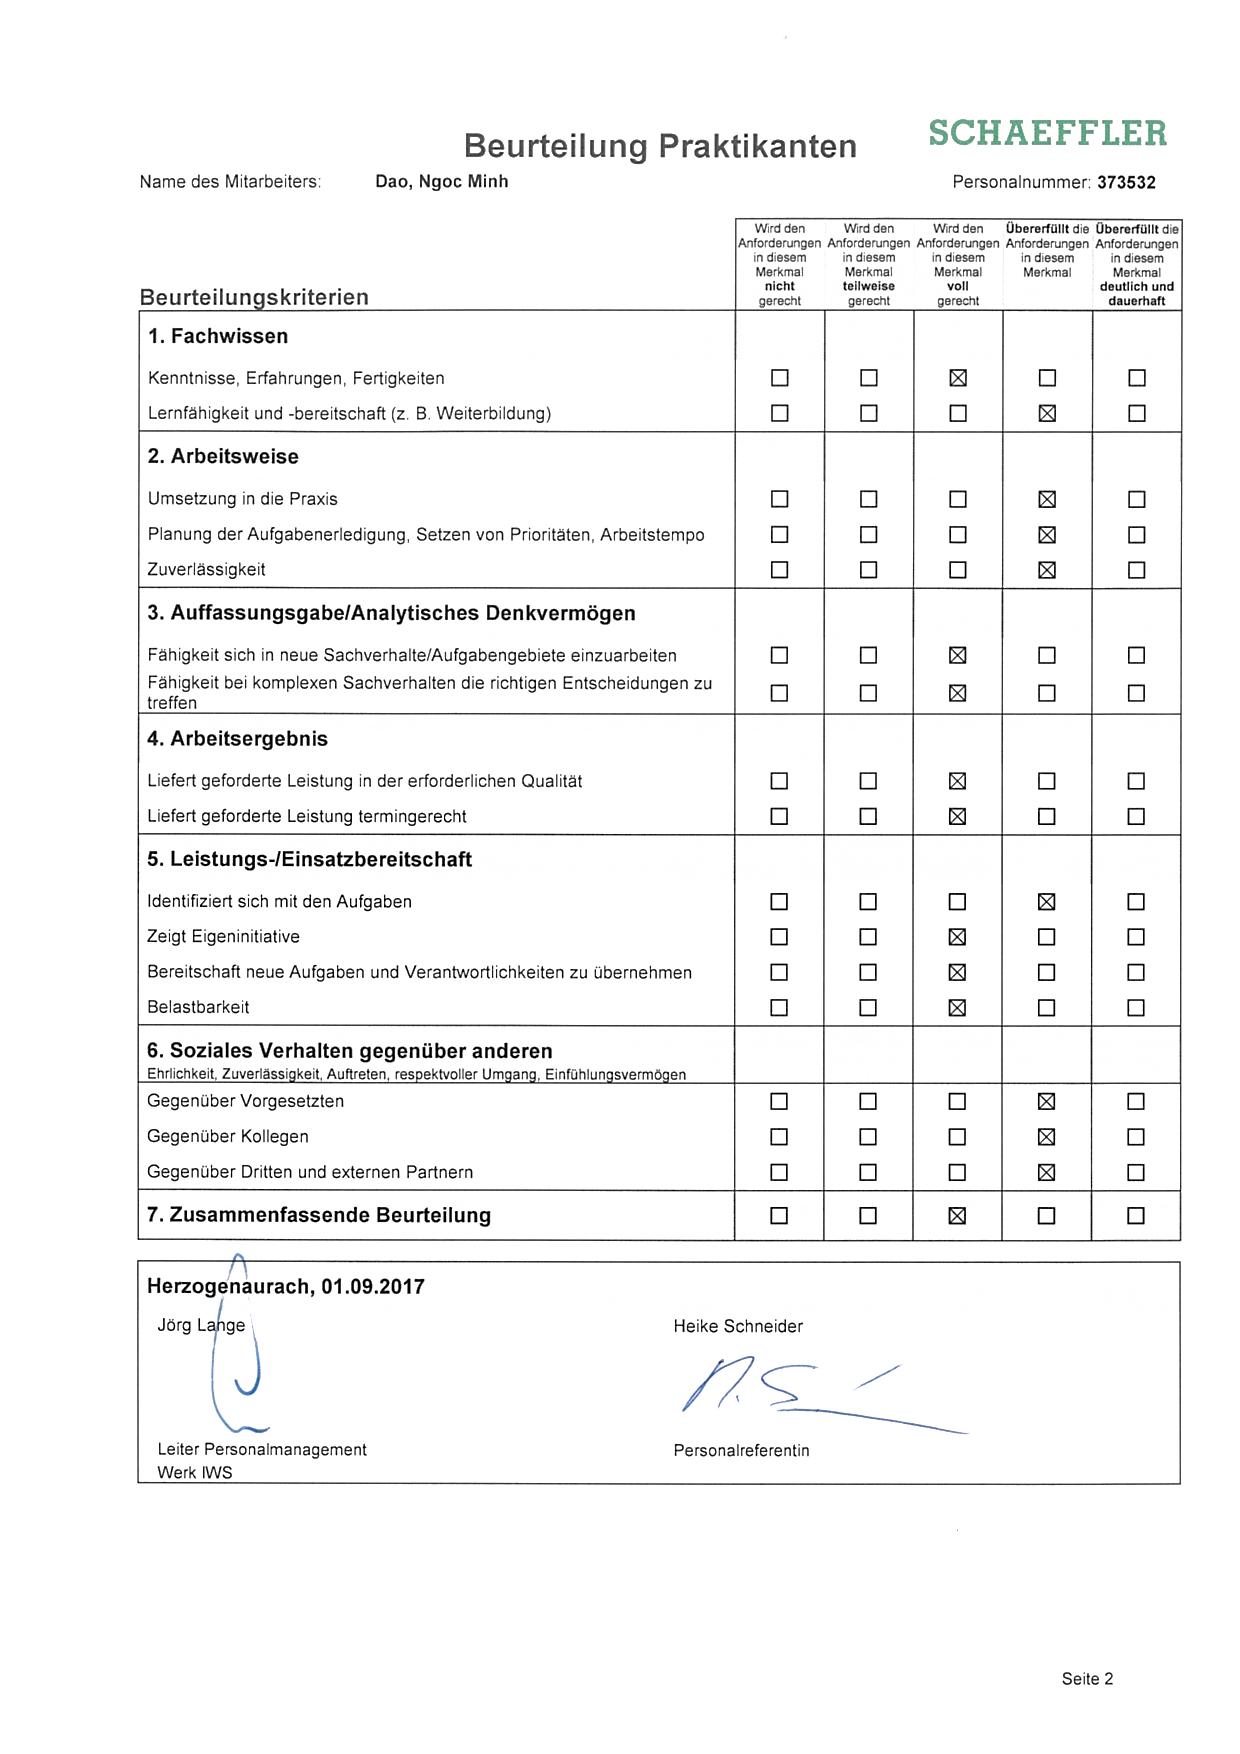 SCHAEFFLER
Beurteilung Praktikanten
Name des Mitarbeiters: Dao, Ngoc Minh Personalnummer: 373532
Wird den Anforderungen in diesem Merkmal nicht gerecht
Wird den Anforderungen in diesem Merkmal teilweise gerecht
Wird den Anforderungen in diesem Merkmal voll gerecht
Übererfüllt die Anforderungen in diesem Merkmal
Übererfüllt die Anforderungen in diesem Merkmal deutlich und dauerhaft
Beurteilungskriterien
1. Fachwissen
Kenntnisse, Erfahrungen, Fertigkeiten ☐ ☐ ☒ ☐ ☐
Lernfähigkeit und -bereitschaft (z. B. Weiterbildung) ☐ ☐ ☐ ☒ ☐
2. Arbeitsweise
Umsetzung in die Praxis ☐ ☐ ☐ ☒ ☐
Planung der Aufgabenerledigung, Setzen von Prioritäten, Arbeitstempo ☐ ☐ ☐ ☒ ☐
Zuverlässigkeit ☐ ☐ ☐ ☒ ☐
3. Auffassungsgabe/Analytisches Denkvermögen
Fähigkeit sich in neue Sachverhalte/Aufgabengebiete einzuarbeiten ☐ ☐ ☒ ☐ ☐
Fähigkeit bei komplexen Sachverhalten die richtigen Entscheidungen zu
treffen ☐ ☐ ☒ ☐ ☐
4. Arbeitsergebnis
Liefert geforderte Leistung in der erforderlichen Qualität ☐ ☐ ☒ ☐ ☐
Liefert geforderte Leistung termingerecht ☐ ☐ ☒ ☐ ☐
5. Leistungs-/Einsatzbereitschaft
Identifiziert sich mit den Aufgaben ☐ ☐ ☐ ☒ ☐
Zeigt Eigeninitiative ☐ ☐ ☒ ☐ ☐
Bereitschaft neue Aufgaben und Verantwortlichkeiten zu übernehmen ☐ ☐ ☒ ☐ ☐
Belastbarkeit ☐ ☐ ☒ ☐ ☐
6. Soziales Verhalten gegenüber anderen
Ehrlichkeit, Zuverlässigkeit, Auftreten, respektvoller Umgang, Einfühlungsvermögen
Gegenüber Vorgesetzten ☐ ☐ ☐ ☒ ☐
Gegenüber Kollegen ☐ ☐ ☐ ☒ ☐
Gegenüber Dritten und externen Partnern ☐ ☐ ☐ ☒ ☐
7. Zusammenfassende Beurteilung ☐ ☐ ☒ ☐ ☐
Herzogenaurach, 01.09.2017
Jörg Lange Heike Schneider
Leiter Personalmanagement Personalreferentin
Werk IWS
Seite 2